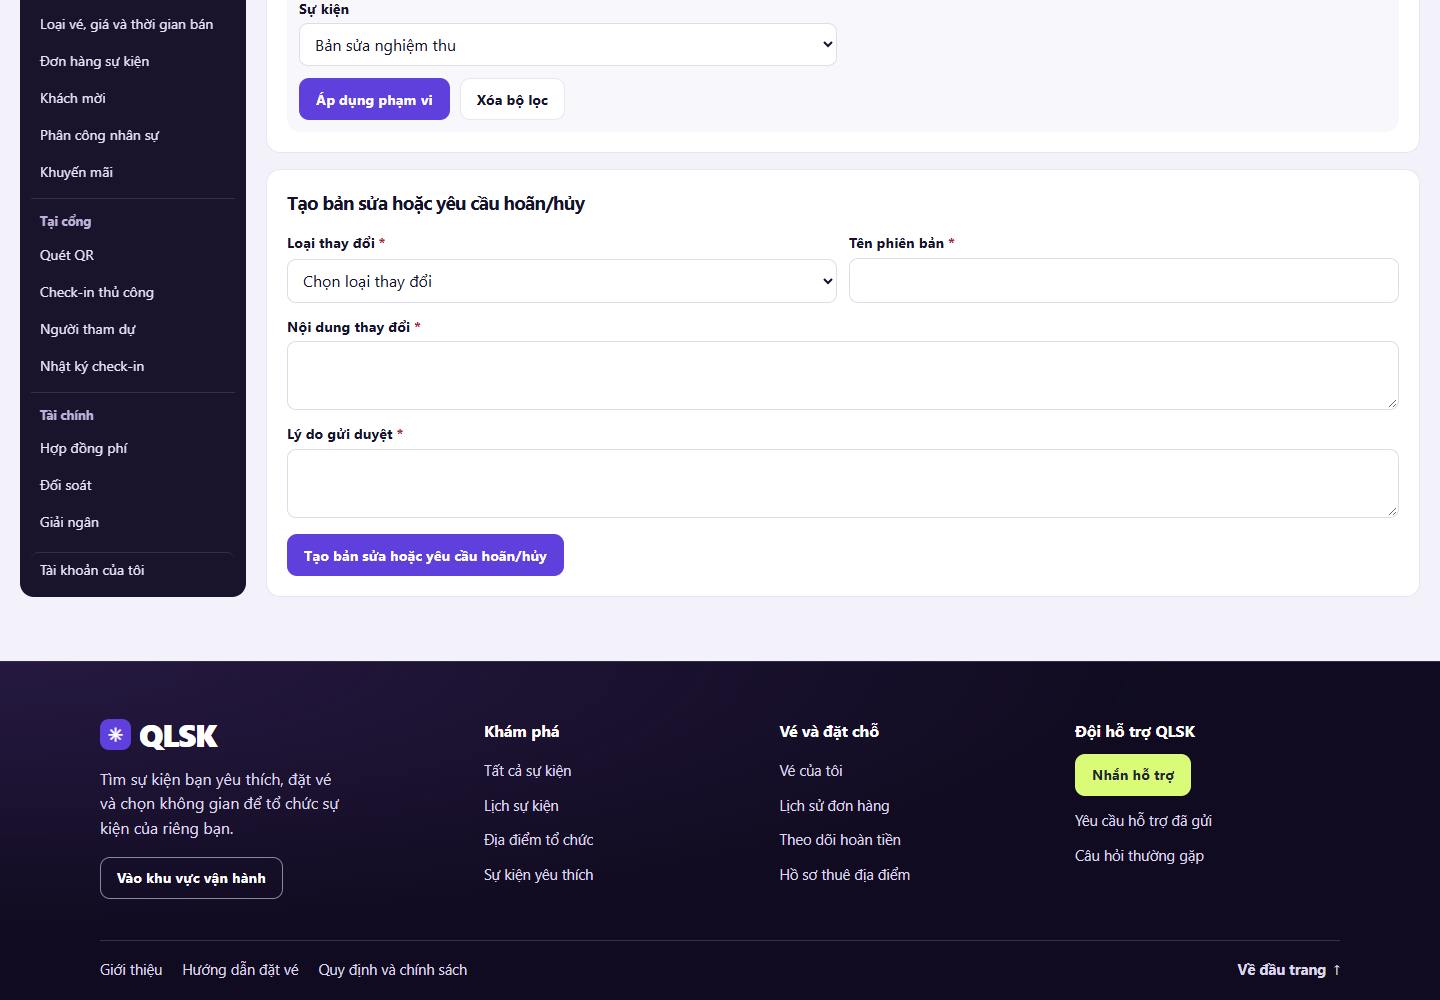 Loại vé, giá và thời gian bán
Đơn hàng sự kiện
Khách mời
Phân công nhân sự
Khuyến mãi
Tại cổng
Quét QR
Check-in thủ công
Người tham dự
Nhật ký check-in
Tài chính
Hợp đồng phí
Đối soát
Giải ngân
Tài khoản của tôi
Sự kiện
Bản sửa nghiệm thu
Áp dụng phạm vi
Xóa bộ lọc
Tạo bản sửa hoặc yêu cầu hoãn/hủy
Loại thay đổi *
Tên phiên bản *
Chọn loại thay đổi
Nội dung thay đổi *
Lý do gửi duyệt *
Tạo bản sửa hoặc yêu cầu hoãn/hủy
QLSK
Tìm sự kiện bạn yêu thích, đặt vé
và chọn không gian để tổ chức sự
kiện của riêng bạn.
Vào khu vực vận hành
Khám phá
Tất cả sự kiện
Lịch sự kiện
Địa điểm tổ chức
Sự kiện yêu thích
Vé và đặt chỗ
Vé của tôi
Lịch sử đơn hàng
Theo dõi hoàn tiền
Hồ sơ thuê địa điểm
Đội hỗ trợ QLSK
Nhắn hỗ trợ
Yêu cầu hỗ trợ đã gửi
Câu hỏi thường gặp
Giới thiệu
Hướng dẫn đặt vé
Quy định và chính sách
Về đầu trang ↑